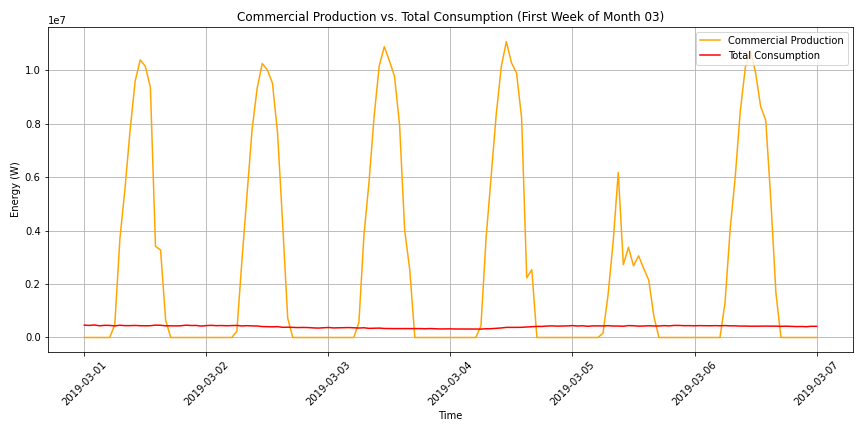 Commercial Production vs. Total Consumption (First Week of Month 03)
1e7
Commercial Production
Total Consumption
1.0
0.8
0.6
0.4
0.2
0.0
Energy (W)
2019-03-01
2019-03-02
2019-03-03
2019-03-04
2019-03-05
2019-03-06
2019-03-07
Time